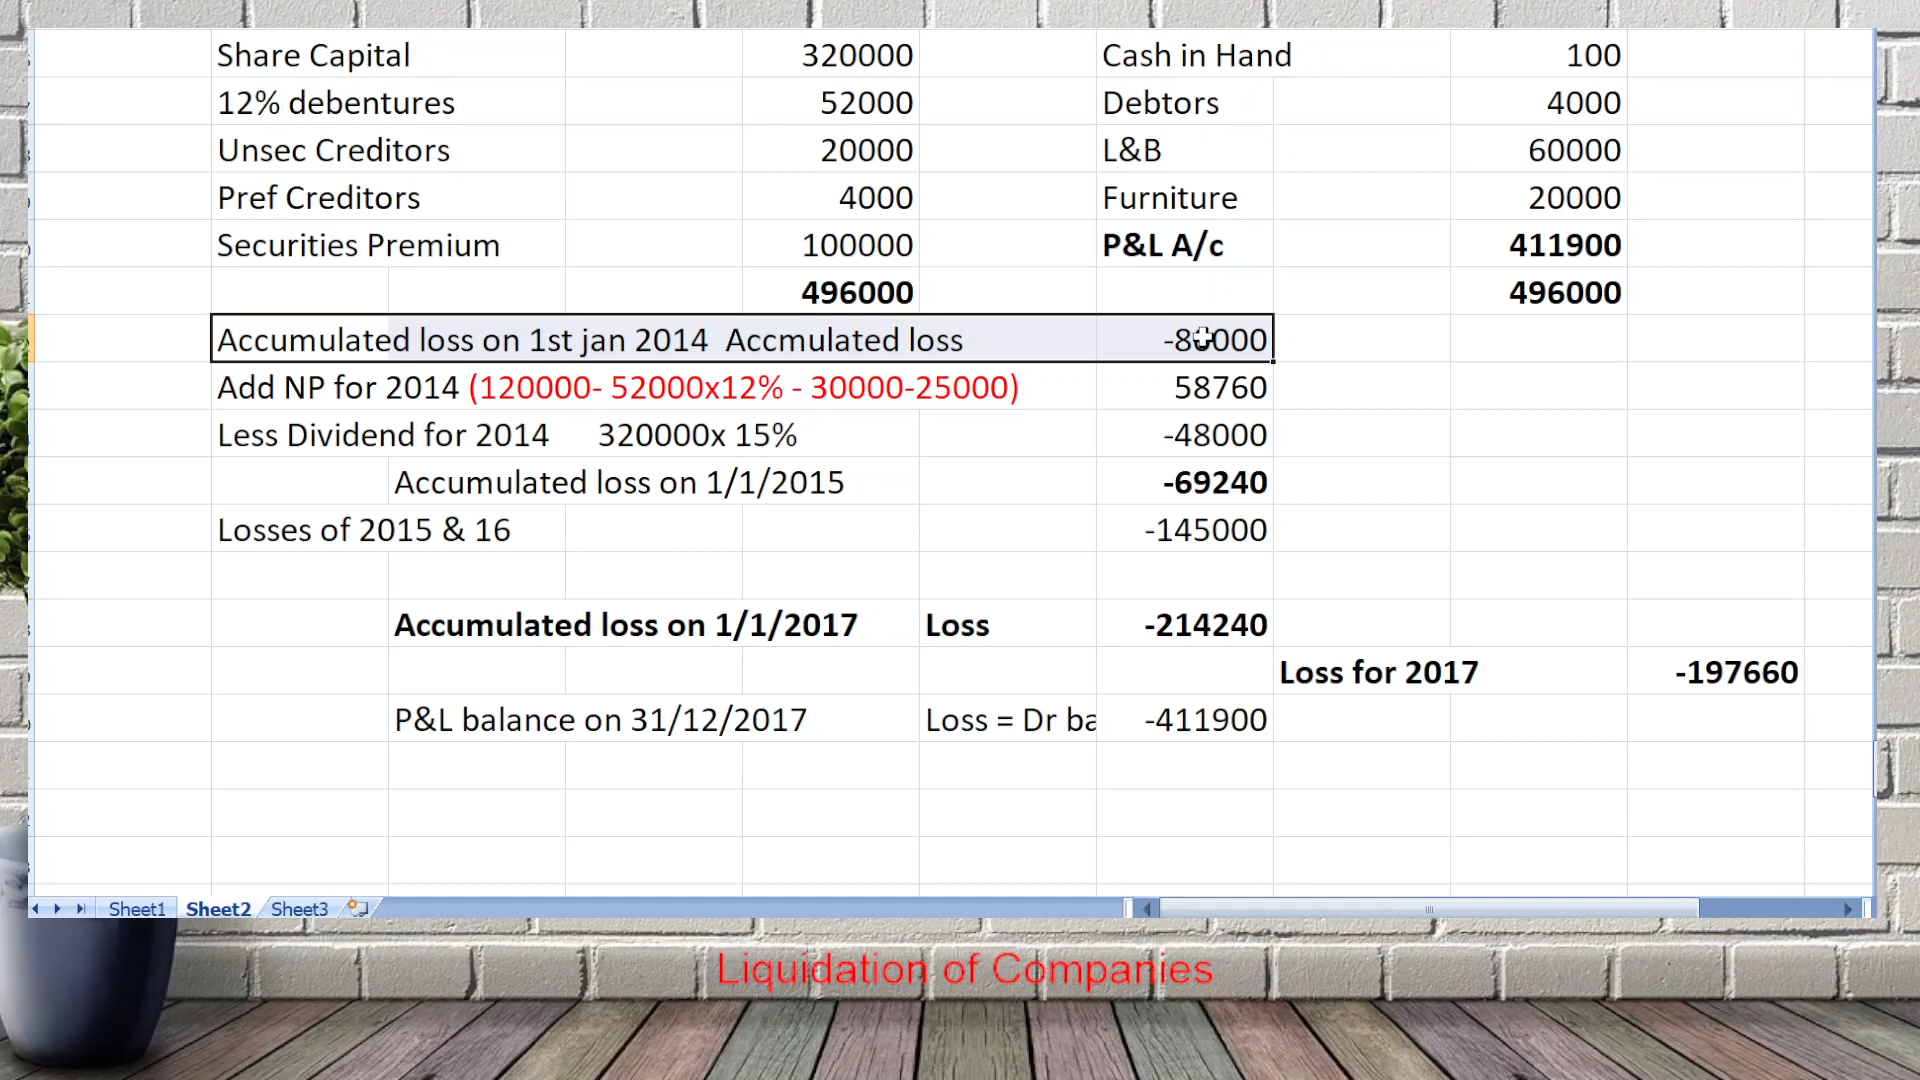 Share Capital 320000 Cash in Hand 100
12% debentures 52000 Debtors 4000
Unsec Creditors 20000 L&B 60000
Pref Creditors 4000 Furniture 20000
Securities Premium 100000 P&L A/c 411900
496000 496000
Accumulated loss on 1st jan 2014 Accmulated loss
Add NP for 2014 (120000- 52000x12% - 30000-25000) 58760
Less Dividend for 2014 320000x 15% -48000
Accumulated loss on 1/1/2015 -69240
Losses of 2015 & 16 -145000
Accumulated loss on 1/1/2017 Loss -214240
Loss for 2017 -197660
P&L balance on 31/12/2017 Loss = Dr ba -411900
Sheet1 Sheet2 Sheet3
Liquidation of Companies